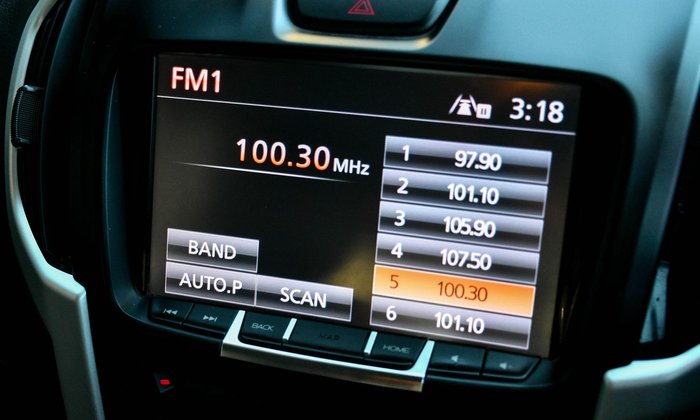 FM1
3:18
100.30 MHz
1 97.90
2 101.10
3 105.90
4 107.50
5 100.30
6 101.10
BAND
AUTO.P
SCAN
BACK
MAP
HOME